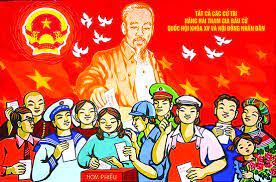 TẤT CẢ CÁC CỬ TRI
HĂNG HÁI THAM GIA BẦU CỬ
QUỐC HỘI KHÓA XV VÀ HỘI ĐỒNG NHÂN DÂN
HÒM PHIẾU